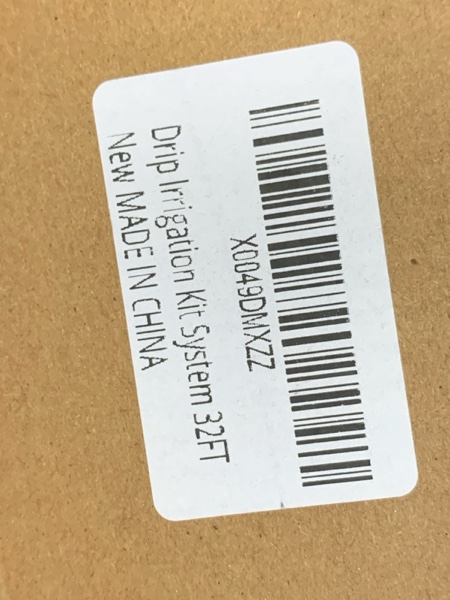 X0049DMXZZ
Drip Irrigation Kit System 32FT
New MADE IN CHINA